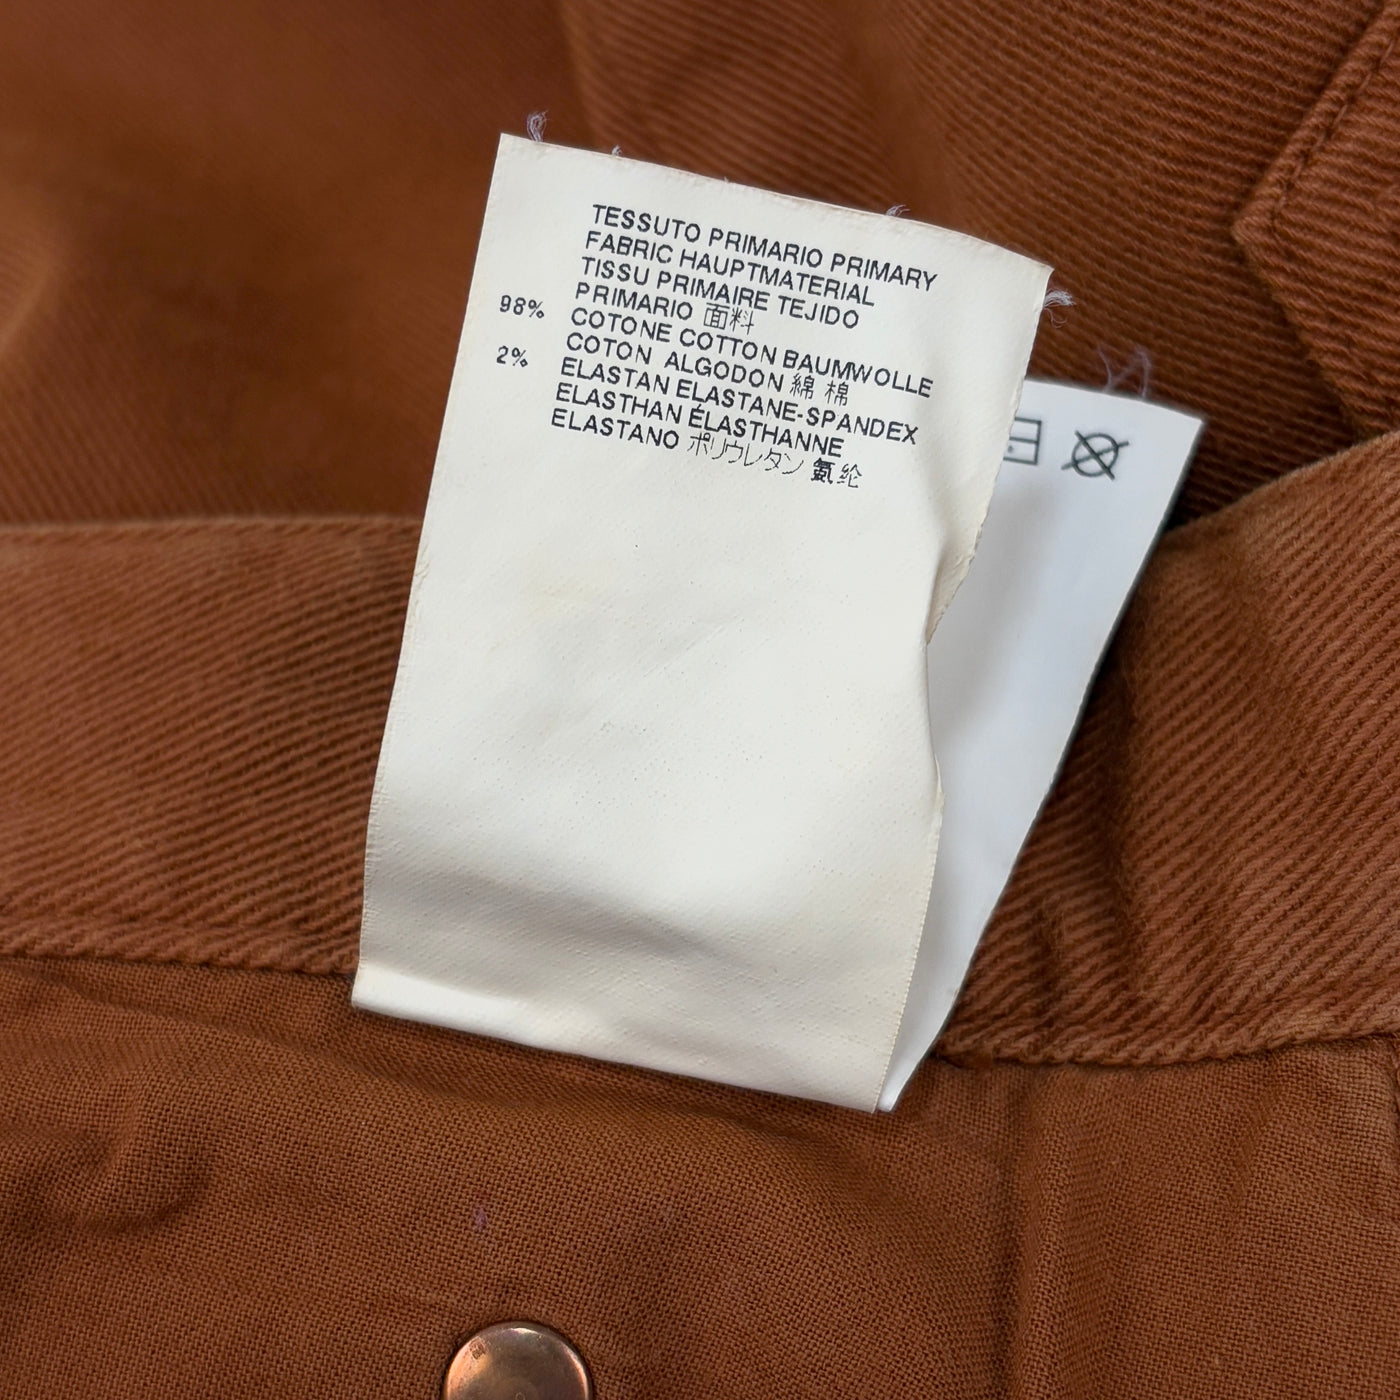 TESSUTO PRIMARIO PRIMARY
FABRIC HAUPTMATERIAL
TISSU PRIMAIRE TEJIDO
PRIMARIO 面料
98% COTONE COTTON BAUMWOLLE
COTON ALGODON 綿 棉
2% ELASTAN ELASTANE-SPANDEX
ELASTHAN ÉLASTHANNE
ELASTANO ポリウレタン 氨纶